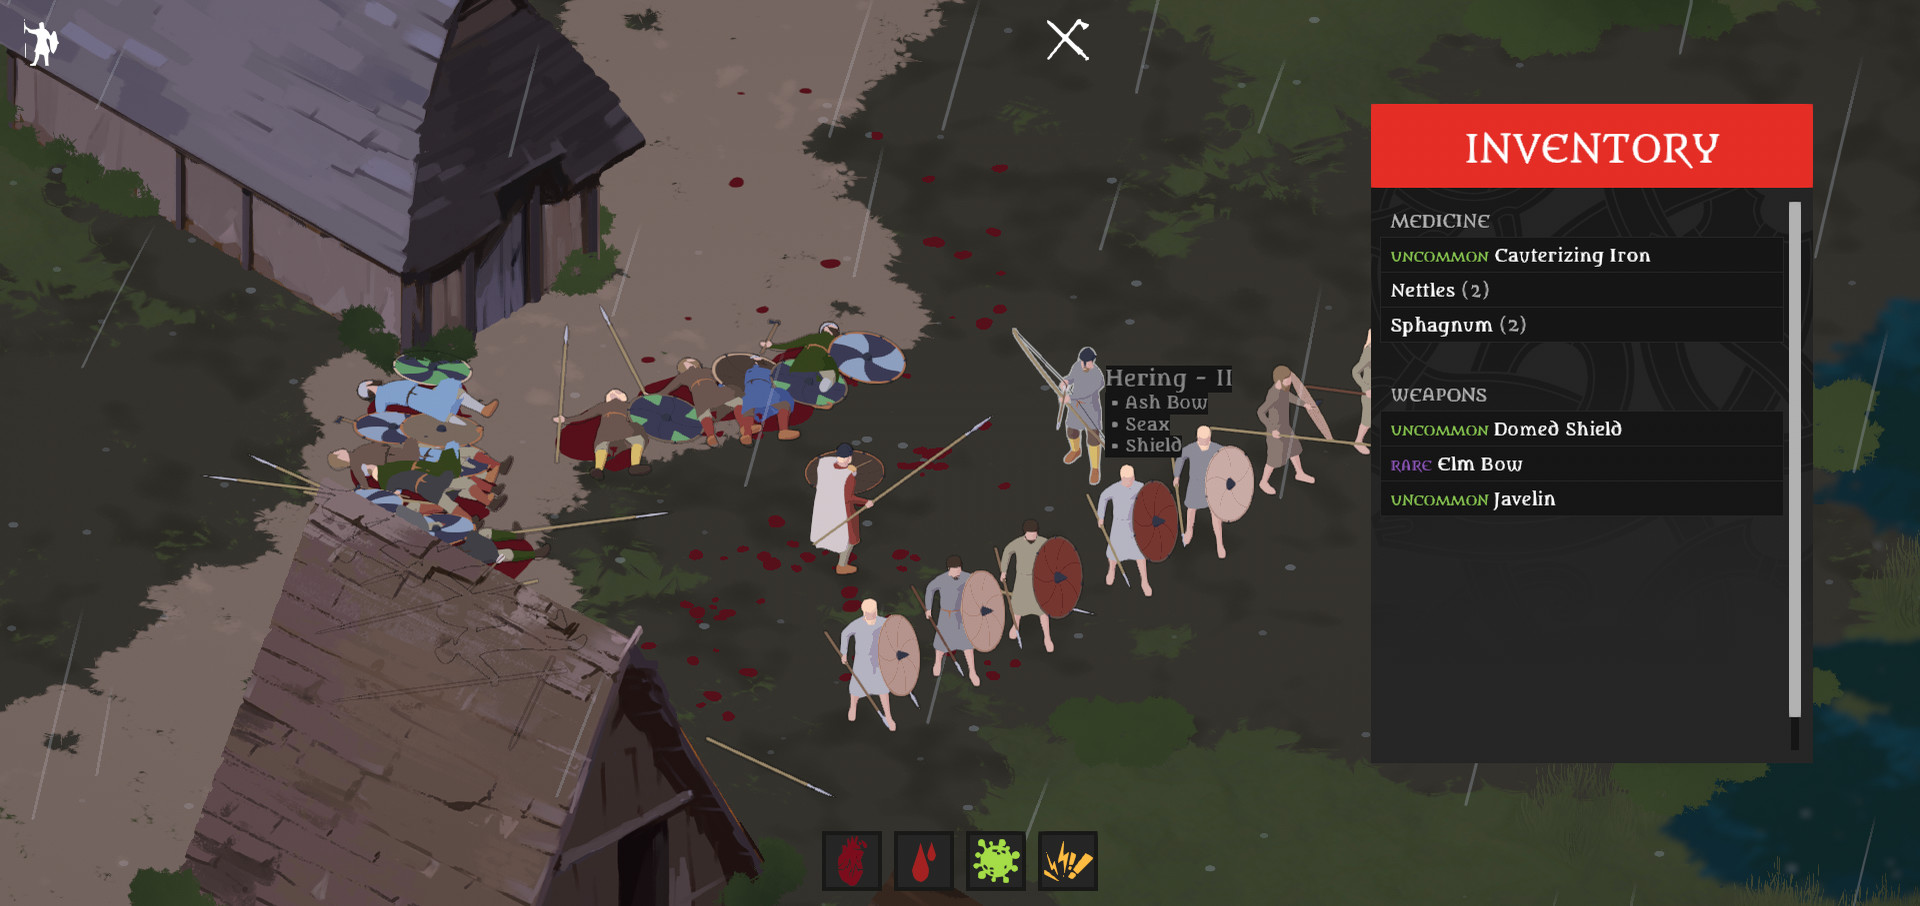 INVENTORY
MEDICINE
UNCOMMON Cauterizing Iron
Nettles (2)
Sphagnum (2)
WEAPONS
UNCOMMON Domed Shield
RARE Elm Bow
UNCOMMON Javelin
Hering - II
• Ash Bow
• Seax
• Shield